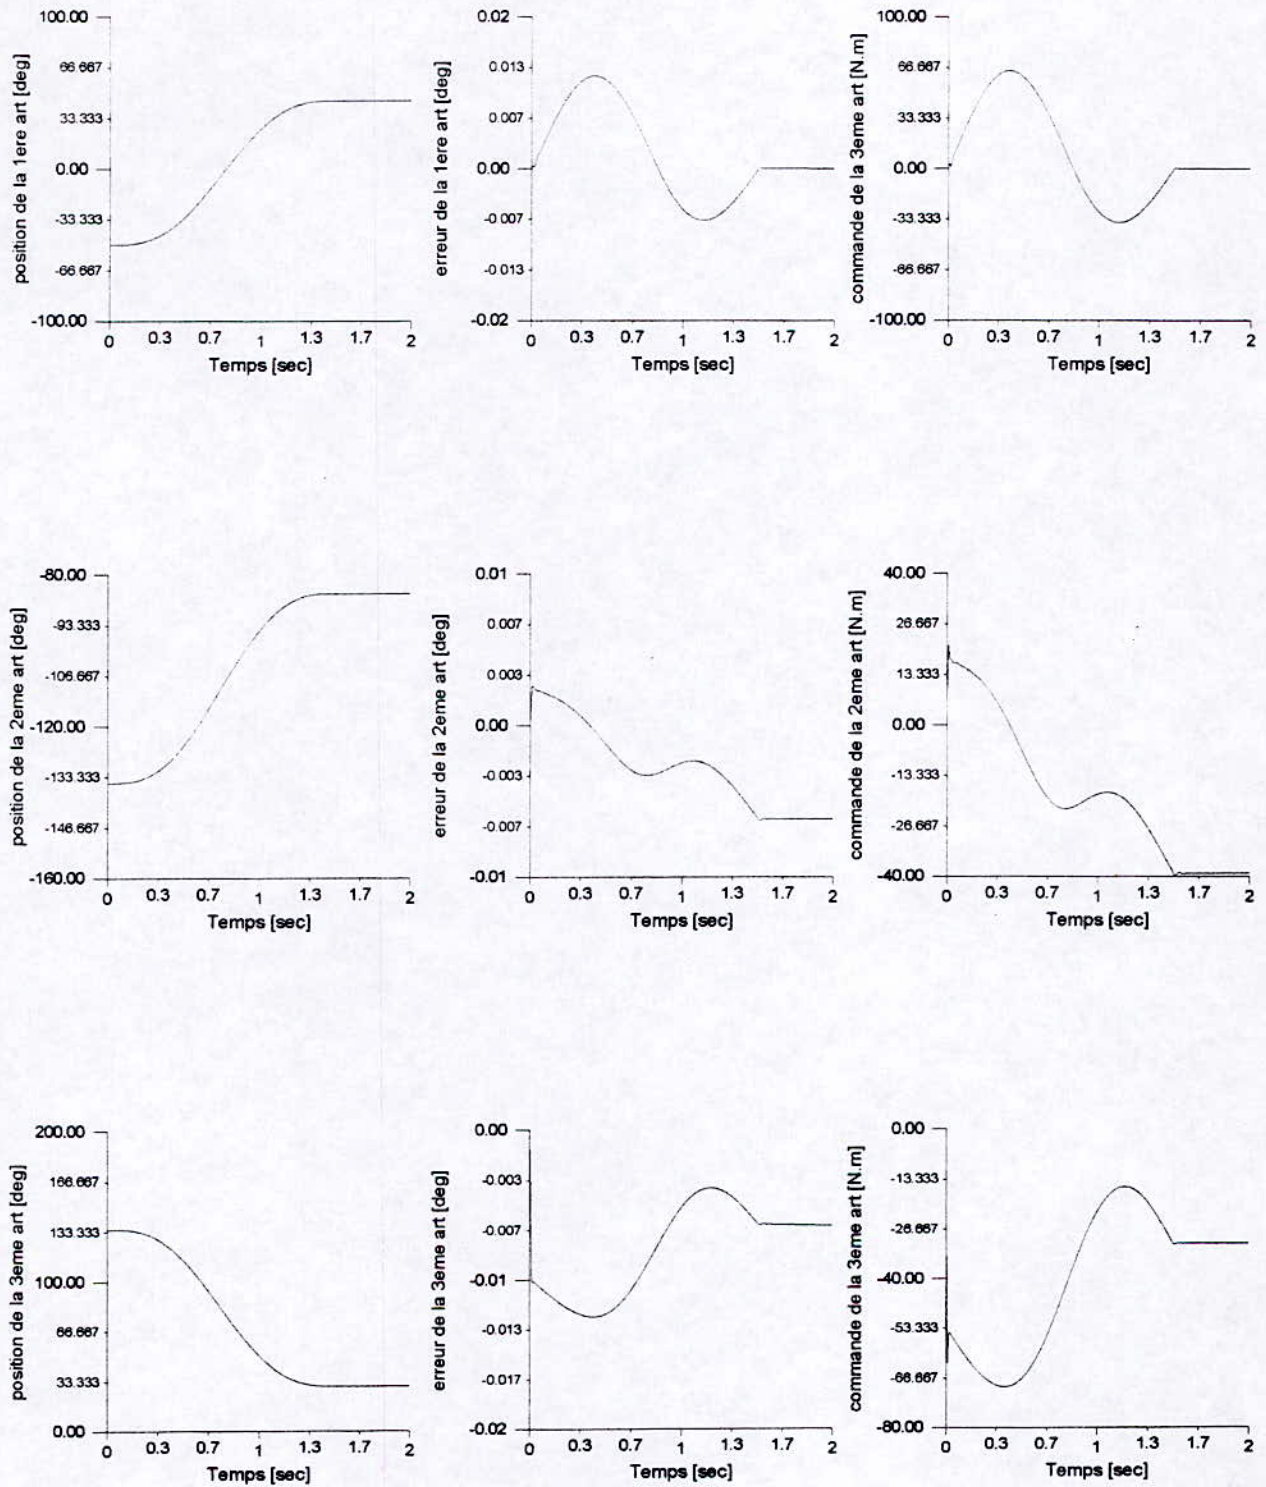 position de la 1ere art [deg]
100.00
66.667
33.333
0.00
-33.333
-66.667
-100.00
0 0.3 0.7 1 1.3 1.7 2
Temps [sec]
erreur de la 1ere art [deg]
0.02
0.013
0.007
0.00
-0.007
-0.013
-0.02
0 0.3 0.7 1 1.3 1.7 2
Temps [sec]
commande de la 3eme art [N.m]
100.00
66.667
33.333
0.00
-33.333
-66.667
-100.00
0 0.3 0.7 1 1.3 1.7 2
Temps [sec]
position de la 2eme art [deg]
-80.00
-93.333
-106.667
-120.00
-133.333
-146.667
-160.00
0 0.3 0.7 1 1.3 1.7 2
Temps [sec]
erreur de la 2eme art [deg]
0.01
0.007
0.003
0.00
-0.003
-0.007
-0.01
0 0.3 0.7 1 1.3 1.7 2
Temps [sec]
commande de la 2eme art [N.m]
40.00
26.667
13.333
0.00
-13.333
-26.667
-40.00
0 0.3 0.7 1 1.3 1.7 2
Temps [sec]
position de la 3eme art [deg]
200.00
166.667
133.333
100.00
66.667
33.333
0.00
0 0.3 0.7 1 1.3 1.7 2
Temps [sec]
erreur de la 3eme art [deg]
0.00
-0.003
-0.007
-0.01
-0.013
-0.017
-0.02
0 0.3 0.7 1 1.3 1.7 2
Temps [sec]
commande de la 3eme art [N.m]
0.00
-13.333
-26.667
-40.00
-53.333
-66.667
-80.00
0 0.3 0.7 1 1.3 1.7 2
Temps [sec]